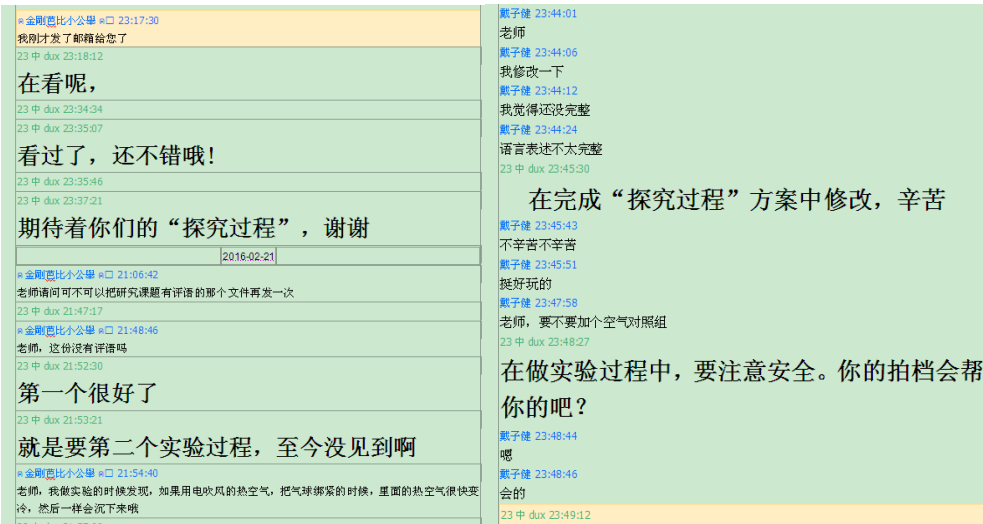 金剛芭比小公舉 23:17:30
我刚才发了邮箱给您了
23 中 dux 23:18:12
在看呢，
23 中 dux 23:34:34
23 中 dux 23:35:07
看过了，还不错哦！
23 中 dux 23:35:46
23 中 dux 23:37:21
期待着你们的“探究过程”，谢谢
2016-02-21
金剛芭比小公舉 21:06:42
老师请问可不可以把研究课题有评语的那个文件再发一次
23 中 dux 21:47:17
金剛芭比小公舉 21:48:46
老师，这份没有评语吗
23 中 dux 21:52:30
第一个很好了
23 中 dux 21:53:21
就是要第二个实验过程，至今没见到啊
金剛芭比小公舉 21:54:40
老师，我做实验的时候发现，如果用电吹风的热空气，把气球绑紧的时候，里面的热空气很快变
冷，然后一样会沉下来哦
戴子健 23:44:01
老师
戴子健 23:44:06
我修改一下
戴子健 23:44:12
我觉得还没完整
戴子健 23:44:24
语言表述不太完整
23 中 dux 23:45:30
在完成“探究过程”方案中修改，辛苦
戴子健 23:45:43
不辛苦不辛苦
戴子健 23:45:51
挺好玩的
戴子健 23:47:58
老师，要不要加个空气对照组
23 中 dux 23:48:27
在做实验过程中，要注意安全。你的拍档会帮
你的吧？
戴子健 23:48:44
嗯
戴子健 23:48:46
会的
23 中 dux 23:49:12